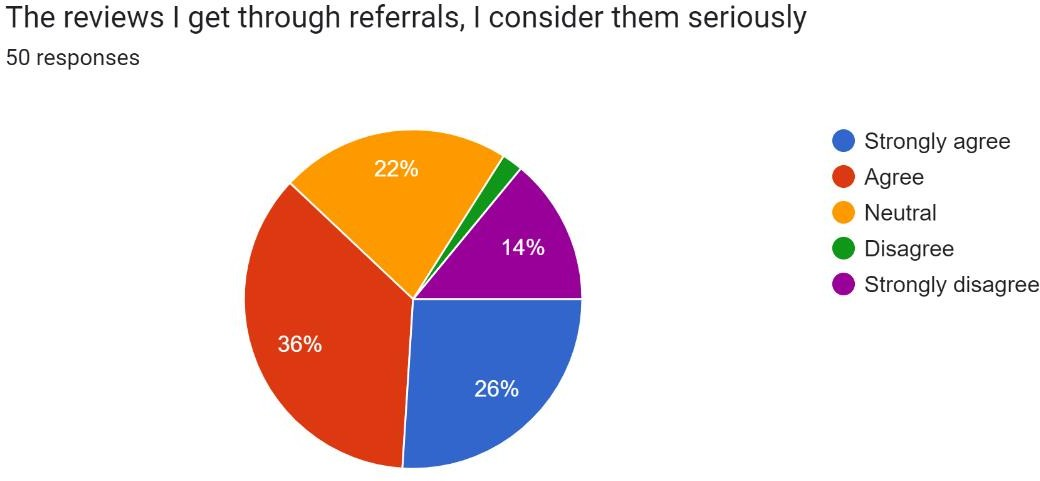 The reviews I get through referrals, I consider them seriously
50 responses
22%
14%
36%
26%
Strongly agree
Agree
Neutral
Disagree
Strongly disagree